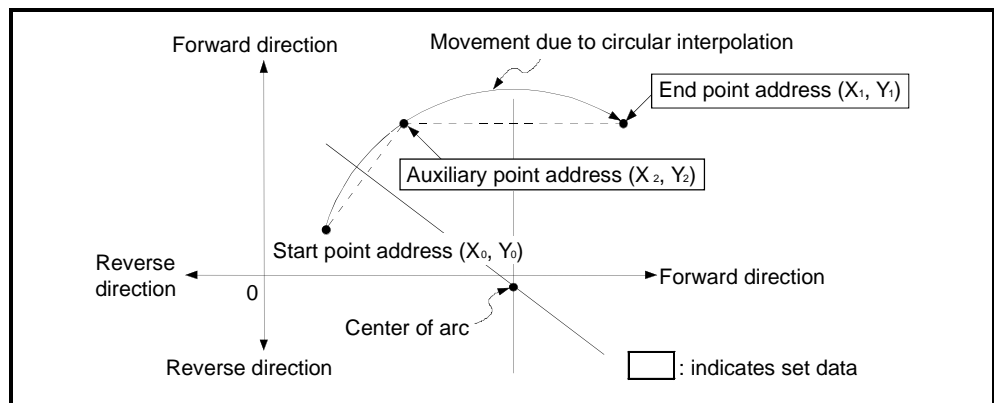 Forward direction
Movement due to circular interpolation
End point address (X₁, Y₁)
Auxiliary point address (X₂, Y₂)
Start point address (X₀, Y₀)
Reverse
direction
Forward direction
0
Center of arc
Reverse direction
: indicates set data